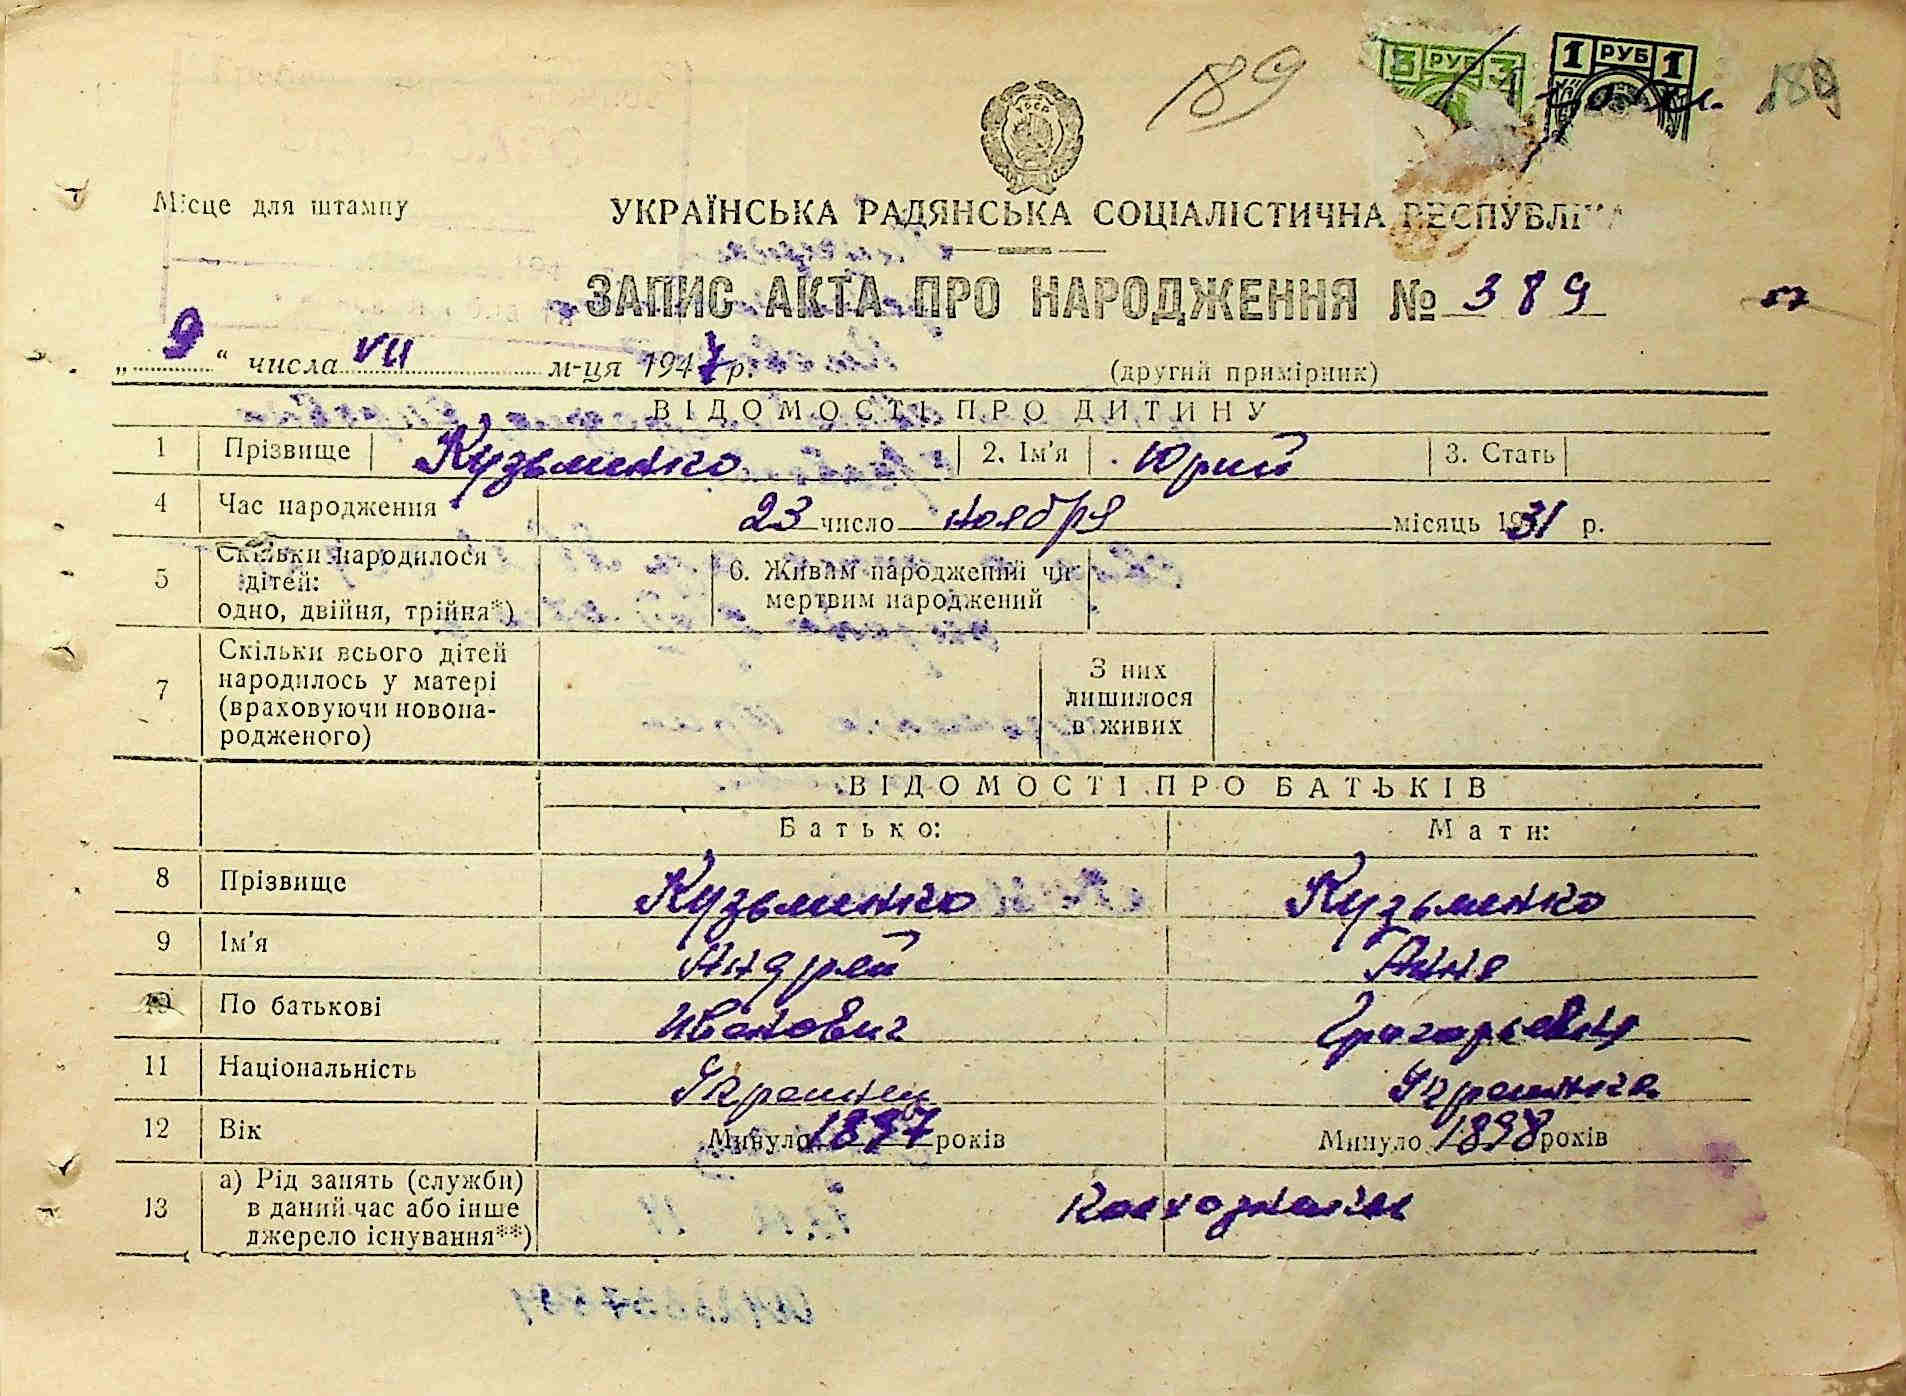 189
3 РУБ 3
1 РУБ 1
189
УРСР
Місце для штампу
УКРАЇНСЬКА РАДЯНСЬКА СОЦІАЛІСТИЧНА РЕСПУБЛІКА
ЗАПИС АКТА ПРО НАРОДЖЕННЯ № 389
57
„ 9 “ числа VII м-ця 1947 р.
(другий примірник)
ВІДОМОСТІ ПРО ДИТИНУ
1 Прізвище Кузьменко 2. Ім'я Юрий 3. Стать
4 Час народження 23 число ноября місяць 1931 р.
5 Скільки народилося дітей: одно, двійня, трійня*) 6. Живим народжений чи мертвим народжений
7 Скільки всього дітей народилось у матері (враховуючи новонародженого) З них лишилося в живих
ВІДОМОСТІ ПРО БАТЬКІВ
Батько: Мати:
8 Прізвище Кузьменко Кузьменко
9 Ім'я Андрей Анна
10 По батькові Иванович Григорьевна
11 Національність Украинец Украинка
12 Вік Минуло 1897 років Минуло 1898 років
13 а) Рід занять (служби) в даний час або інше джерело існування**) Колхозники